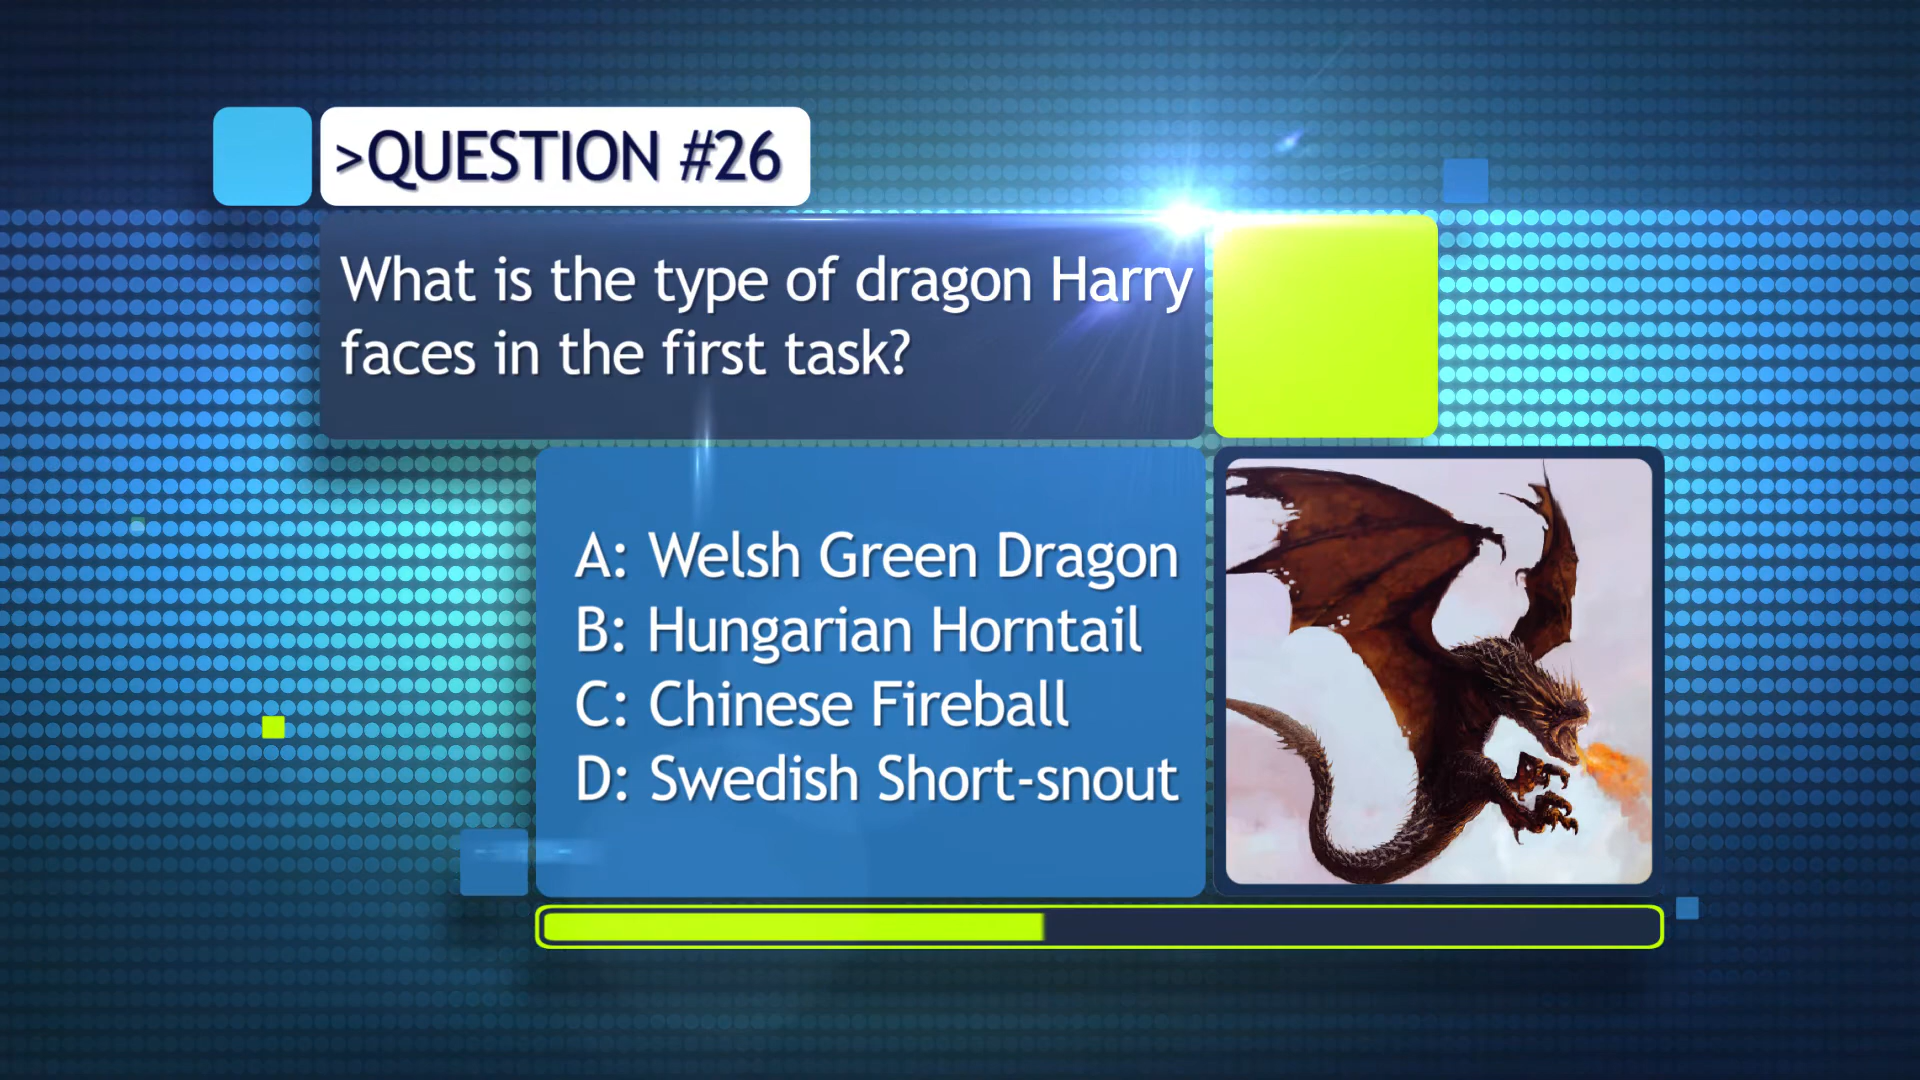 >QUESTION #26
What is the type of dragon Harry
faces in the first task?
A: Welsh Green Dragon
B: Hungarian Horntail
C: Chinese Fireball
D: Swedish Short-snout